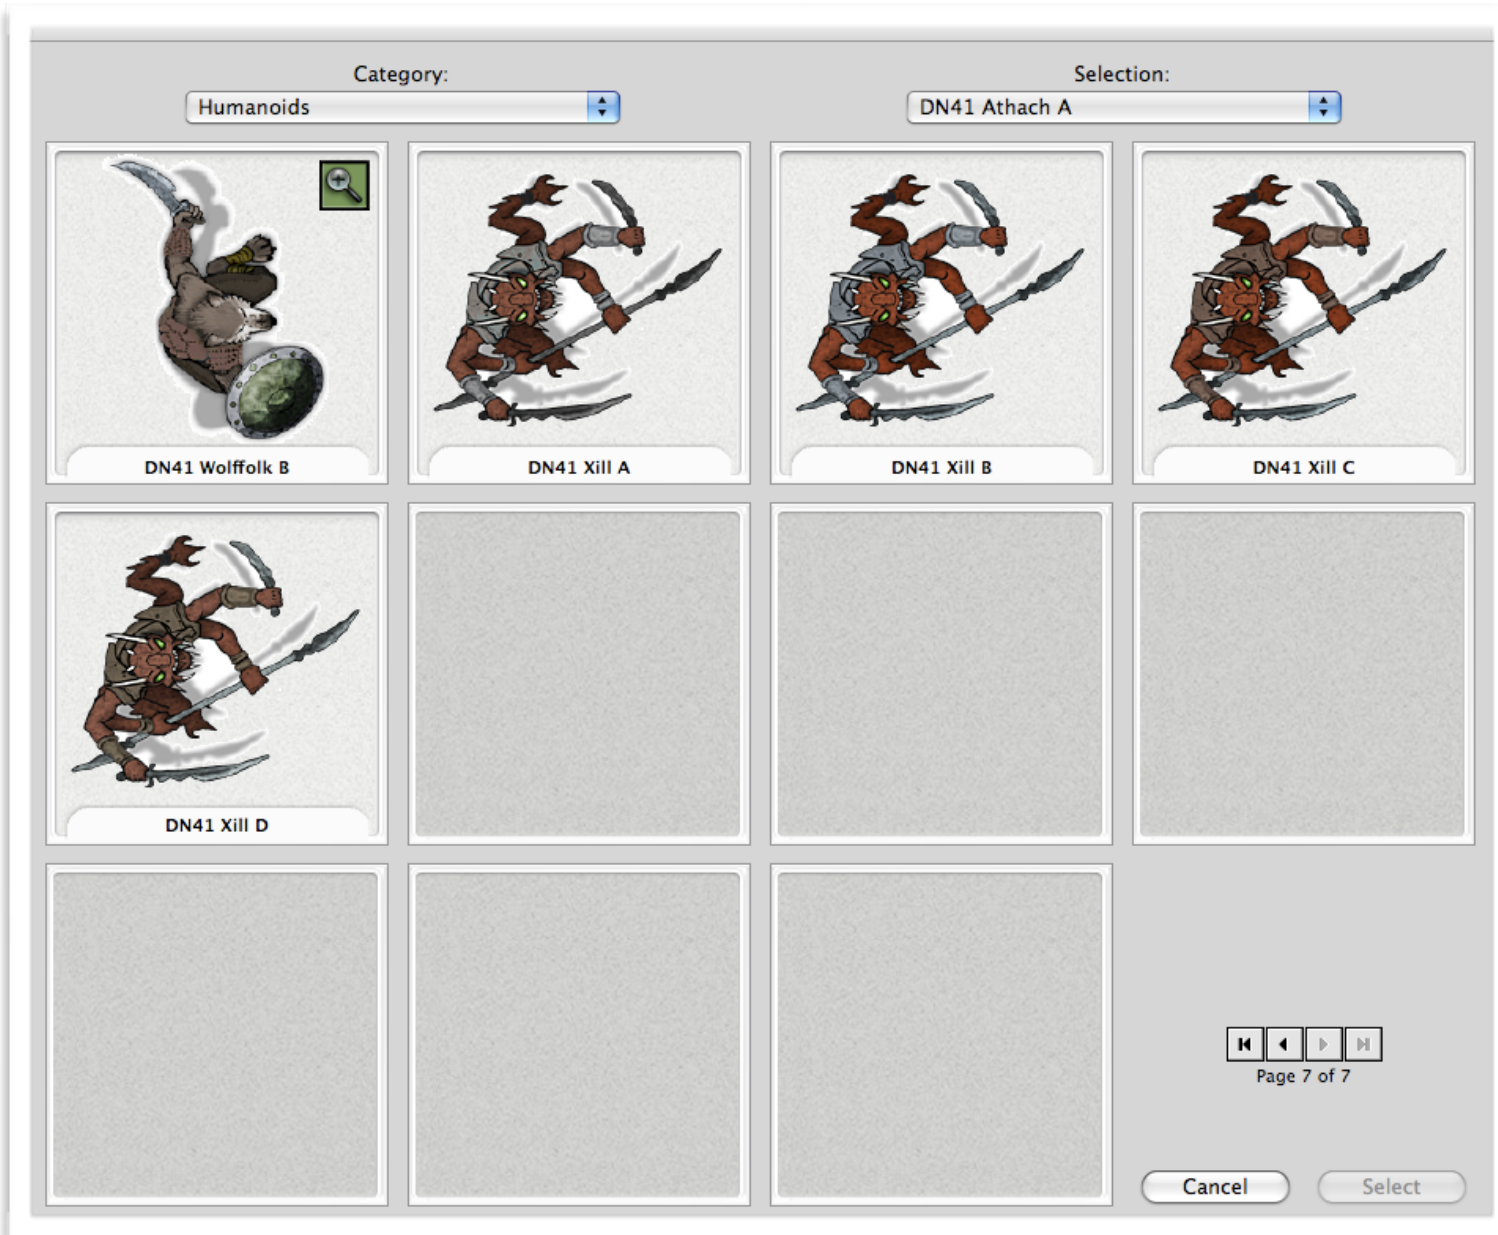 Category:
Selection:
Humanoids
DN41 Athach A
DN41 Wolffolk B
DN41 Xill A
DN41 Xill B
DN41 Xill C
DN41 Xill D
Page 7 of 7
Cancel
Select